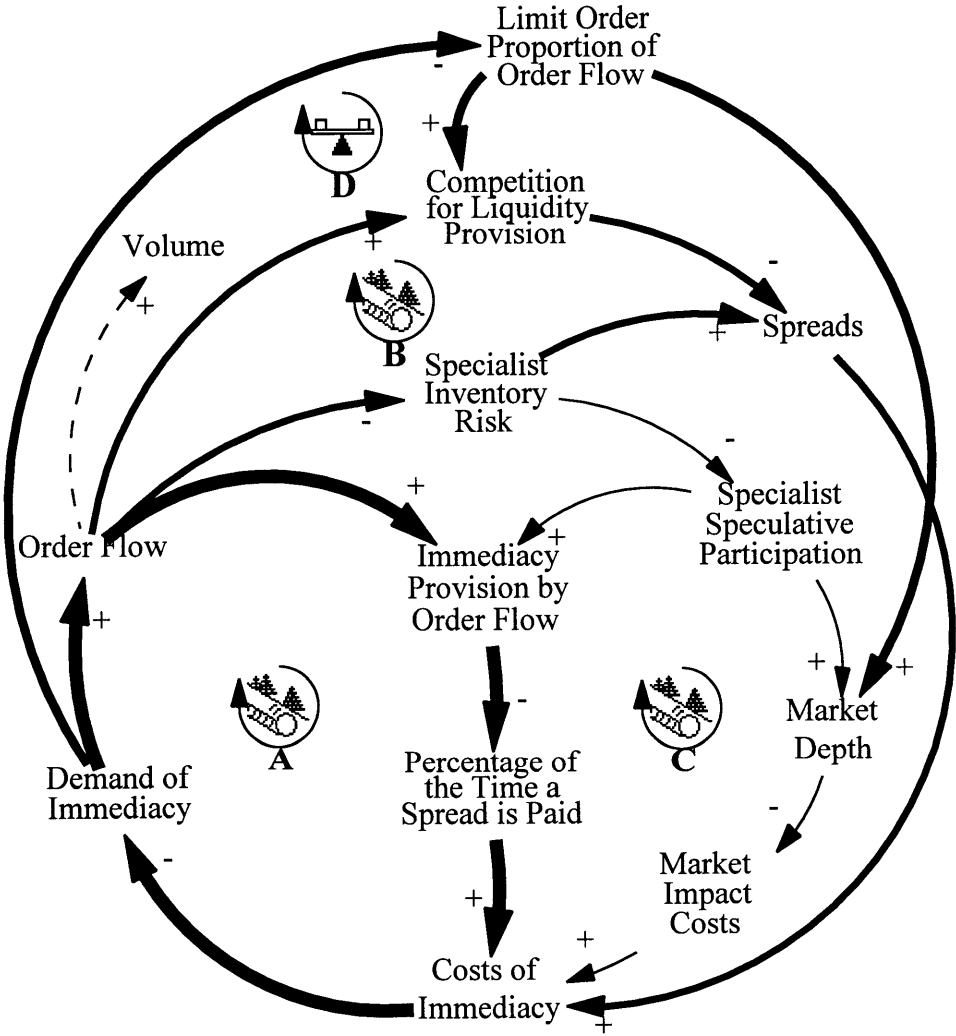 Limit Order
Proportion of
Order Flow
-
+
D
Competition
for Liquidity
Provision
Volume
+
+
-
Spreads
+
B
Specialist
Inventory
Risk
-
-
+
Specialist
Speculative
Participation
+
Order Flow
Immediacy
Provision by
Order Flow
+
+
+
-
Market
Depth
A
C
Demand of
Immediacy
Percentage of
the Time a
Spread is Paid
-
-
Market
Impact
Costs
+
+
Costs of
Immediacy
+